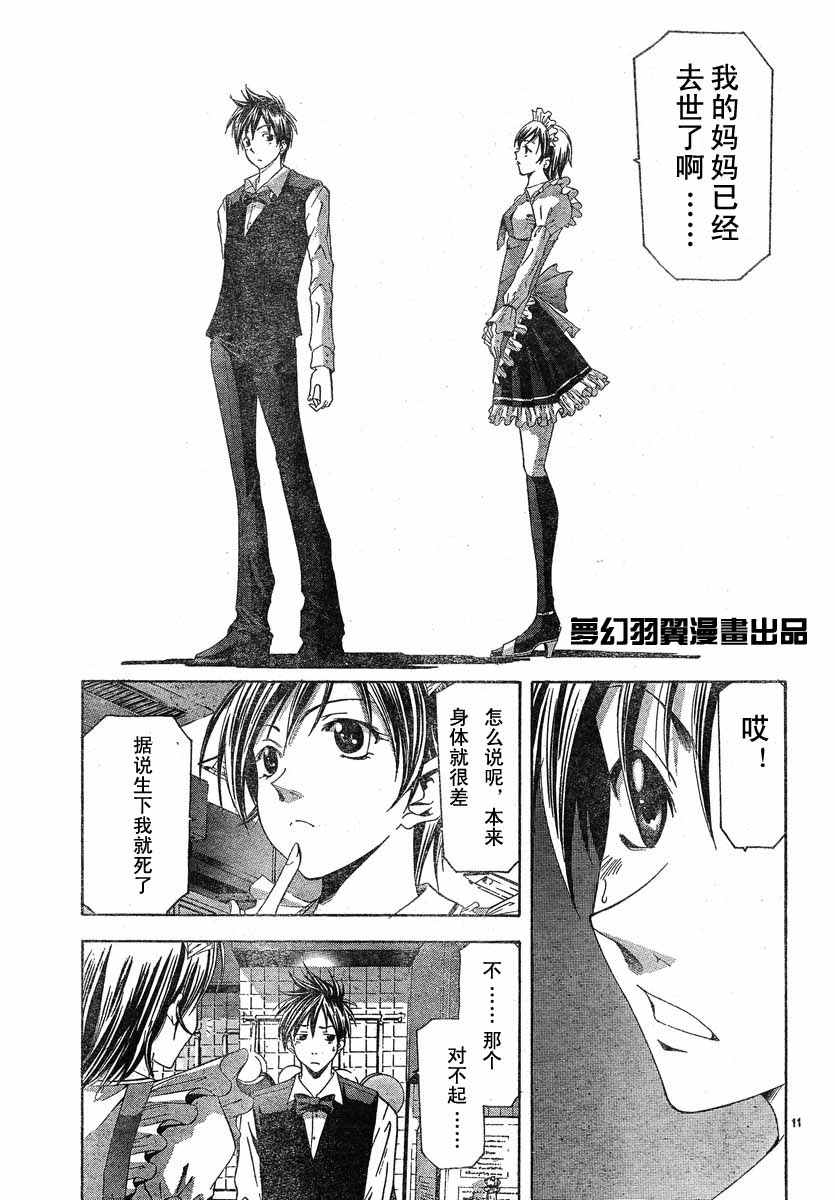 我的妈妈已经
去世了啊……
夢幻羽翼漫畫出品
哎！
怎么说呢，本来
身体就很差
据说生下我就死了
不……那个
对不起……
11